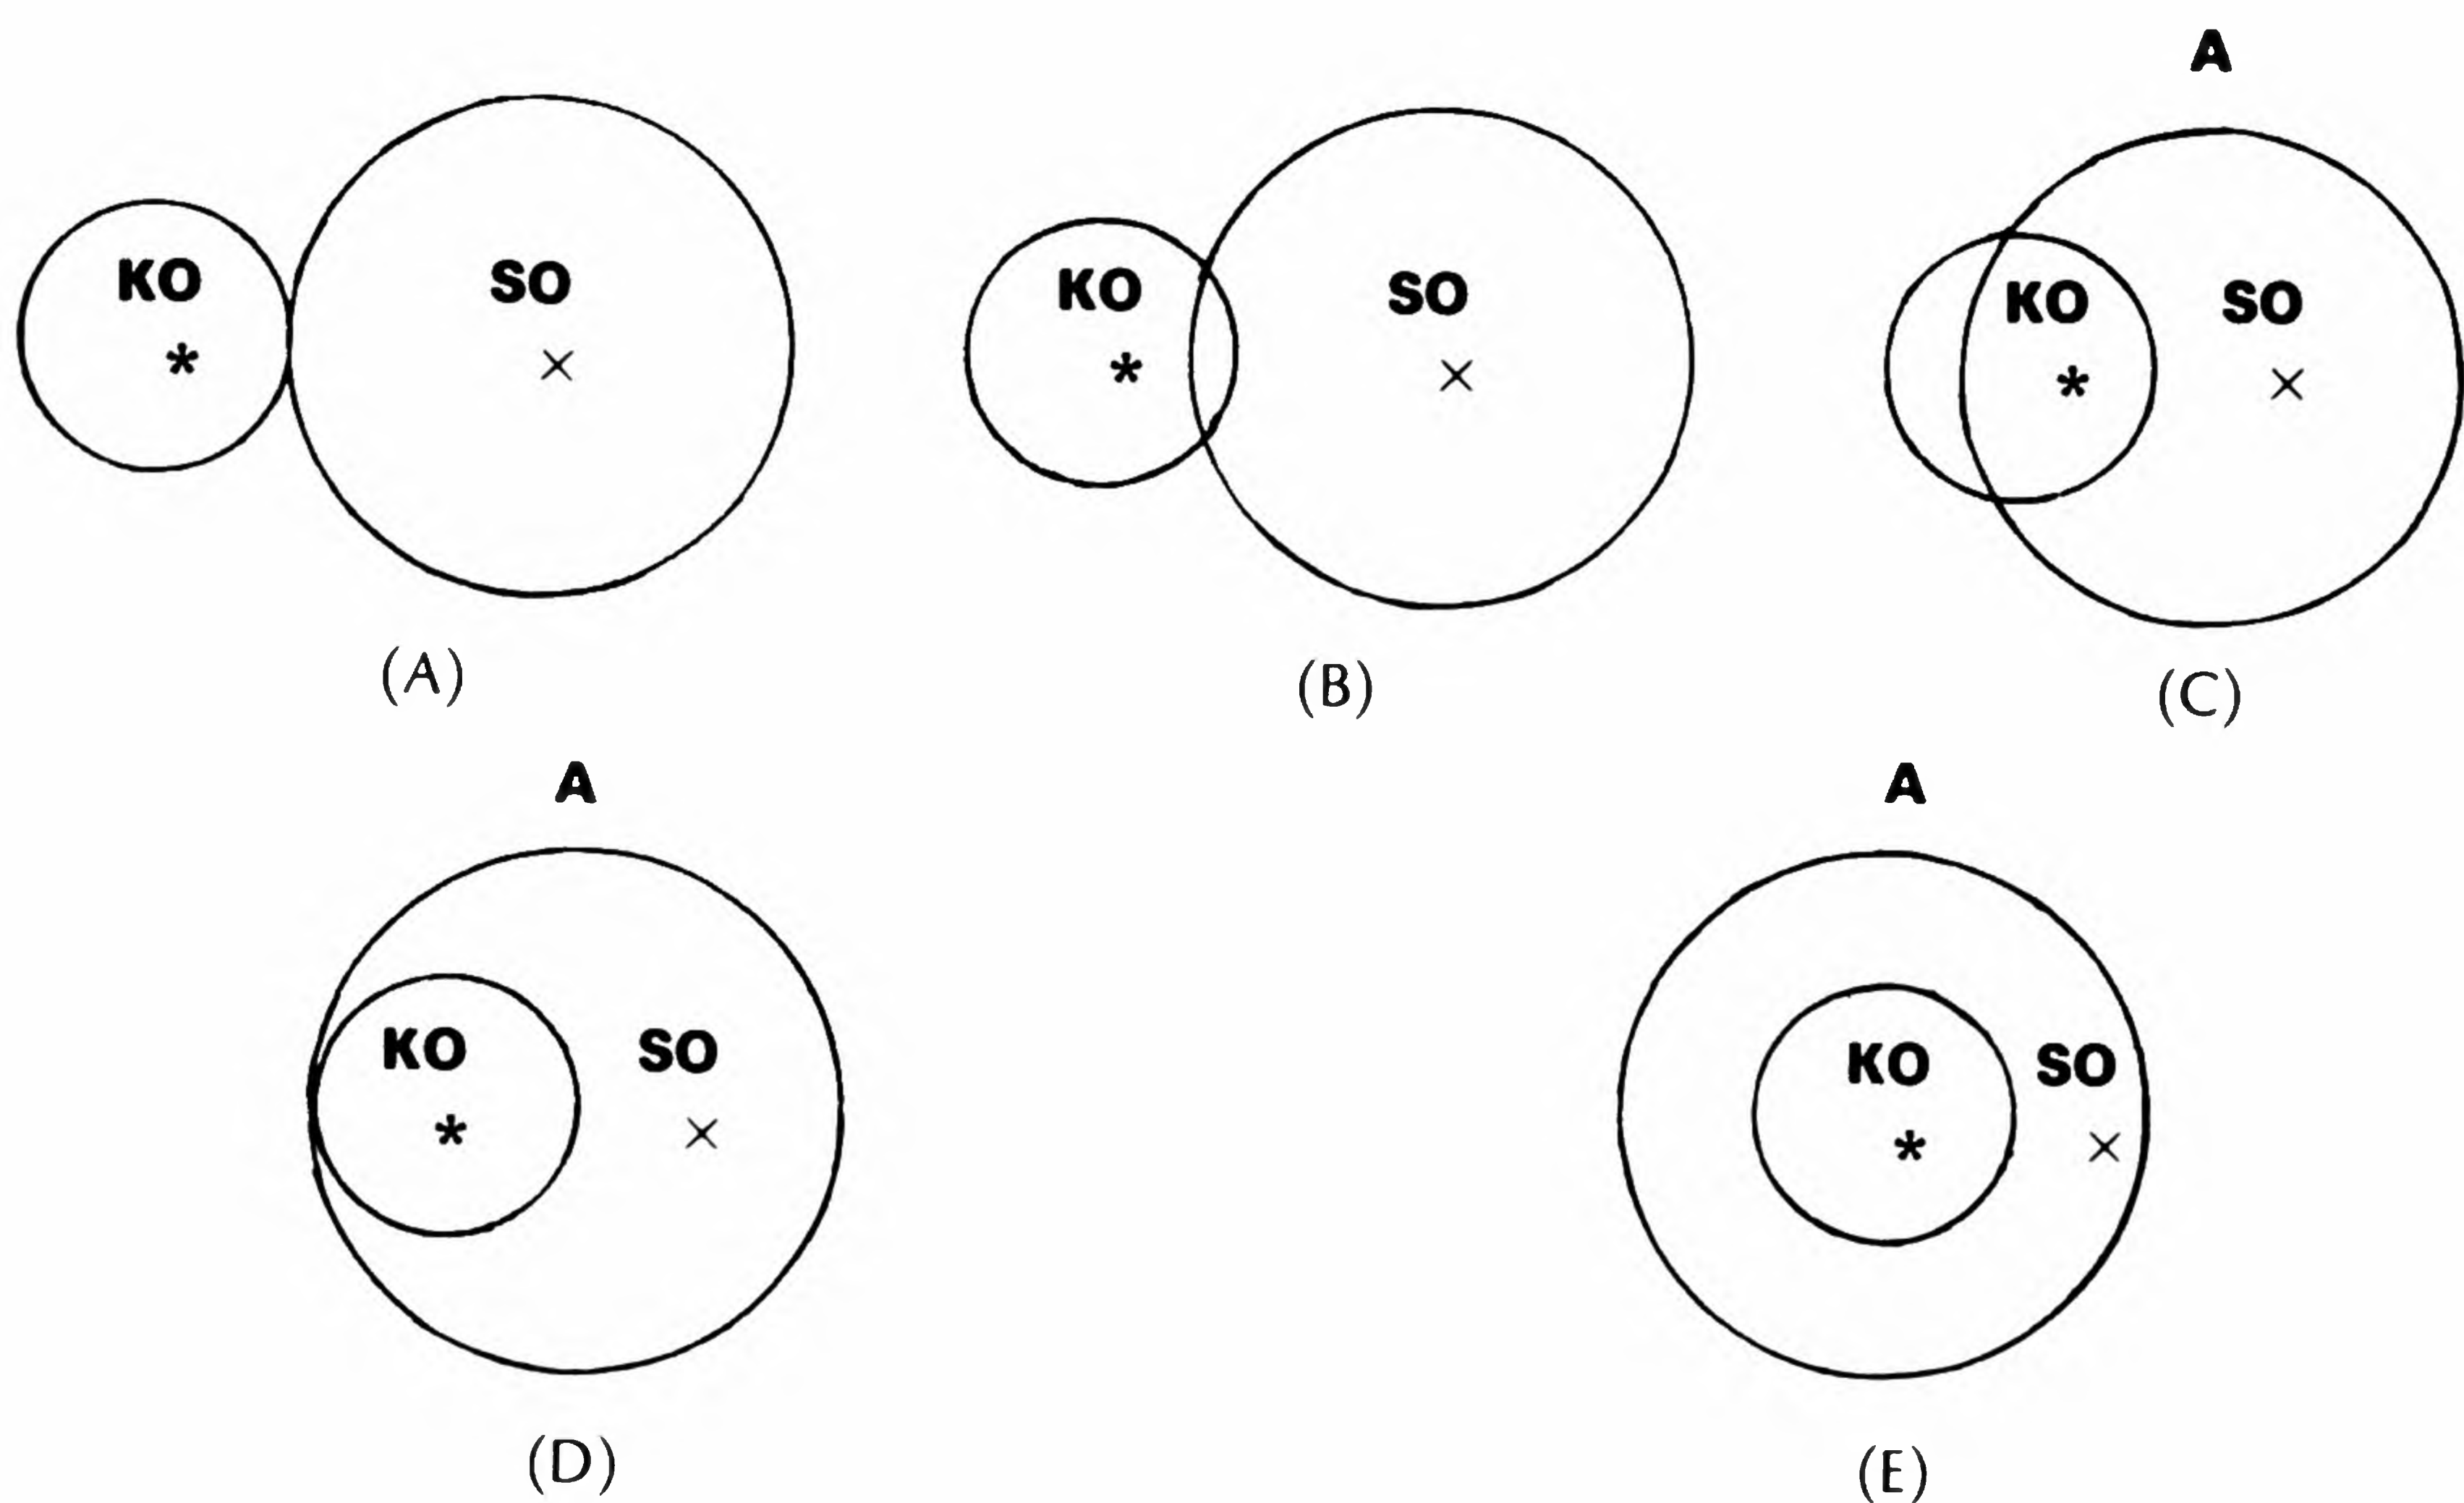 A
KO SO KO SO KO SO
* × * × * ×
(A) (B) (C)
A A
KO SO KO SO
* × * ×
(D) (E)